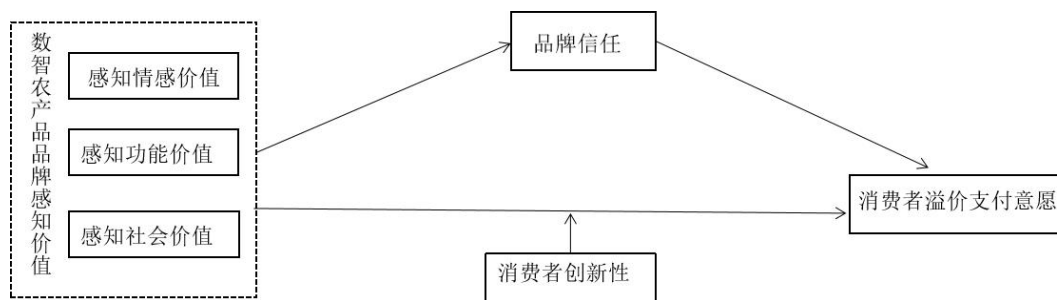 数智农产品品牌感知价值
感知情感价值
感知功能价值
感知社会价值
品牌信任
消费者溢价支付意愿
消费者创新性